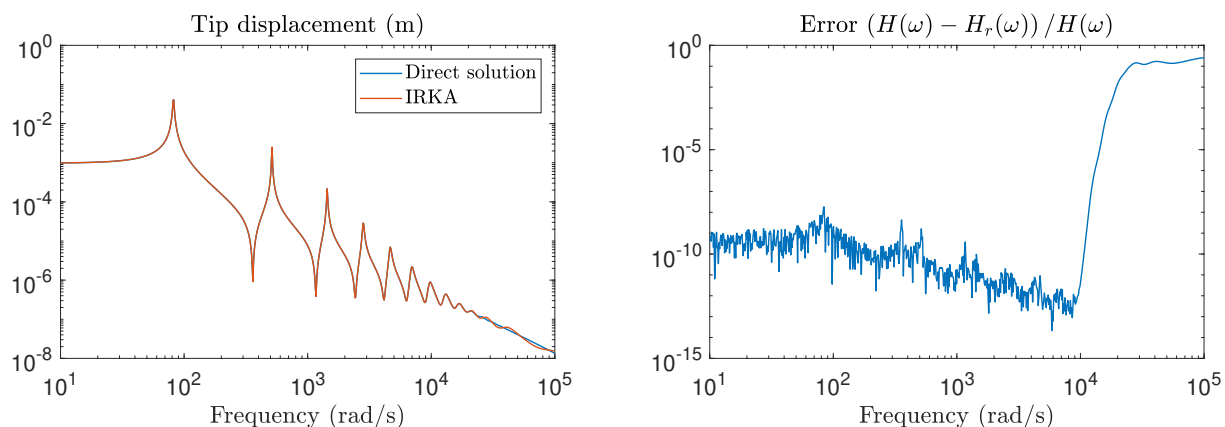 Tip displacement (m)
10^0
10^-2
10^-4
10^-6
10^-8
10^1 10^2 10^3 10^4 10^5
Frequency (rad/s)
Direct solution
IRKA
Error (H(ω) − H_r(ω)) /H(ω)
10^0
10^-5
10^-10
10^-15
10^1 10^2 10^3 10^4 10^5
Frequency (rad/s)